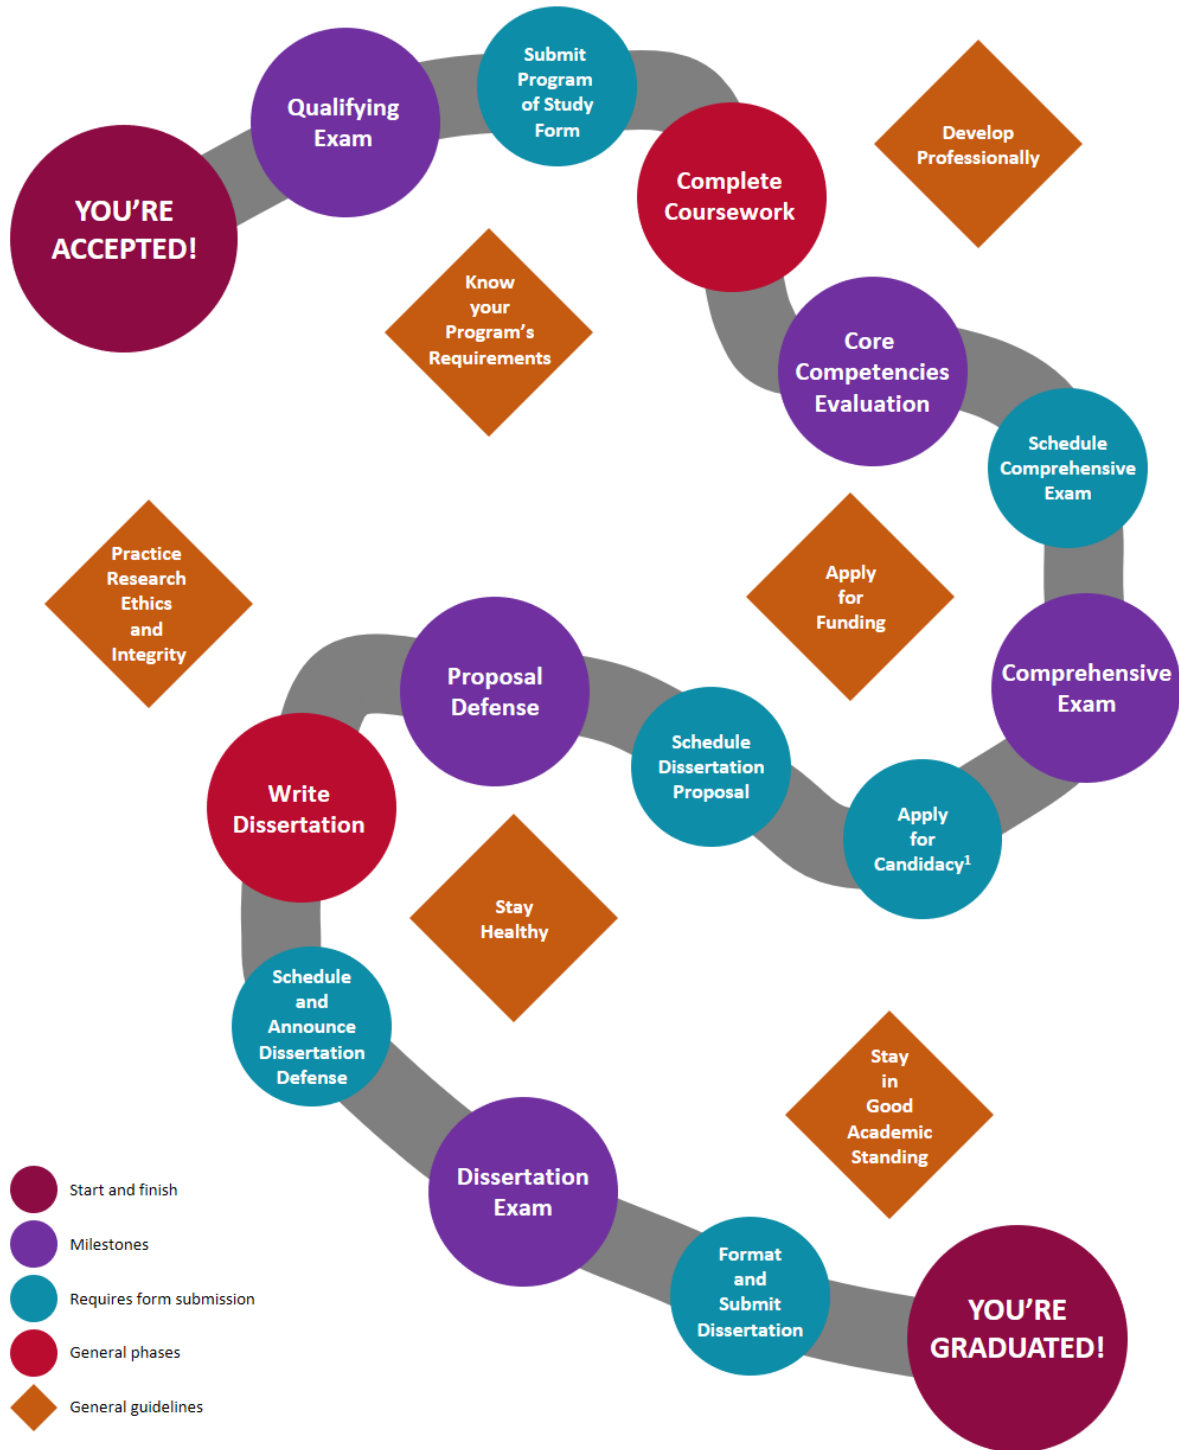 YOU'RE
ACCEPTED!
Qualifying
Exam
Submit
Program
of Study
Form
Complete
Coursework
Develop
Professionally
Know
your
Program's
Requirements
Core
Competencies
Evaluation
Schedule
Comprehensive
Exam
Practice
Research
Ethics
and
Integrity
Apply
for
Funding
Comprehensive
Exam
Apply
for
Candidacy¹
Schedule
Dissertation
Proposal
Proposal
Defense
Write
Dissertation
Stay
Healthy
Schedule
and
Announce
Dissertation
Defense
Stay
in
Good
Academic
Standing
Dissertation
Exam
Format
and
Submit
Dissertation
YOU'RE
GRADUATED!
Start and finish
Milestones
Requires form submission
General phases
General guidelines